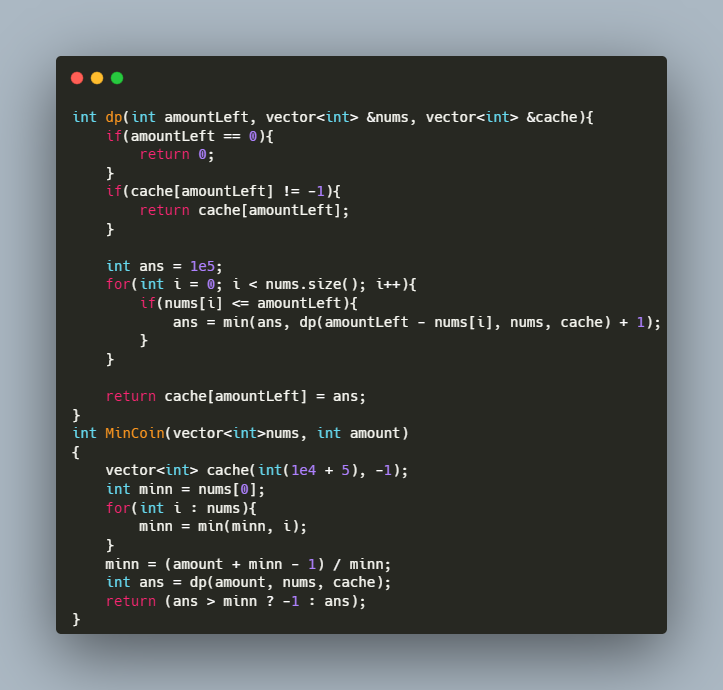 int dp(int amountLeft, vector<int> &nums, vector<int> &cache){
    if(amountLeft == 0){
        return 0;
    }
    if(cache[amountLeft] != -1){
        return cache[amountLeft];
    }

    int ans = 1e5;
    for(int i = 0; i < nums.size(); i++){
        if(nums[i] <= amountLeft){
            ans = min(ans, dp(amountLeft - nums[i], nums, cache) + 1);
        }
    }

    return cache[amountLeft] = ans;
}
int MinCoin(vector<int>nums, int amount)
{
    vector<int> cache(int(1e4 + 5), -1);
    int minn = nums[0];
    for(int i : nums){
        minn = min(minn, i);
    }
    minn = (amount + minn - 1) / minn;
    int ans = dp(amount, nums, cache);
    return (ans > minn ? -1 : ans);
}